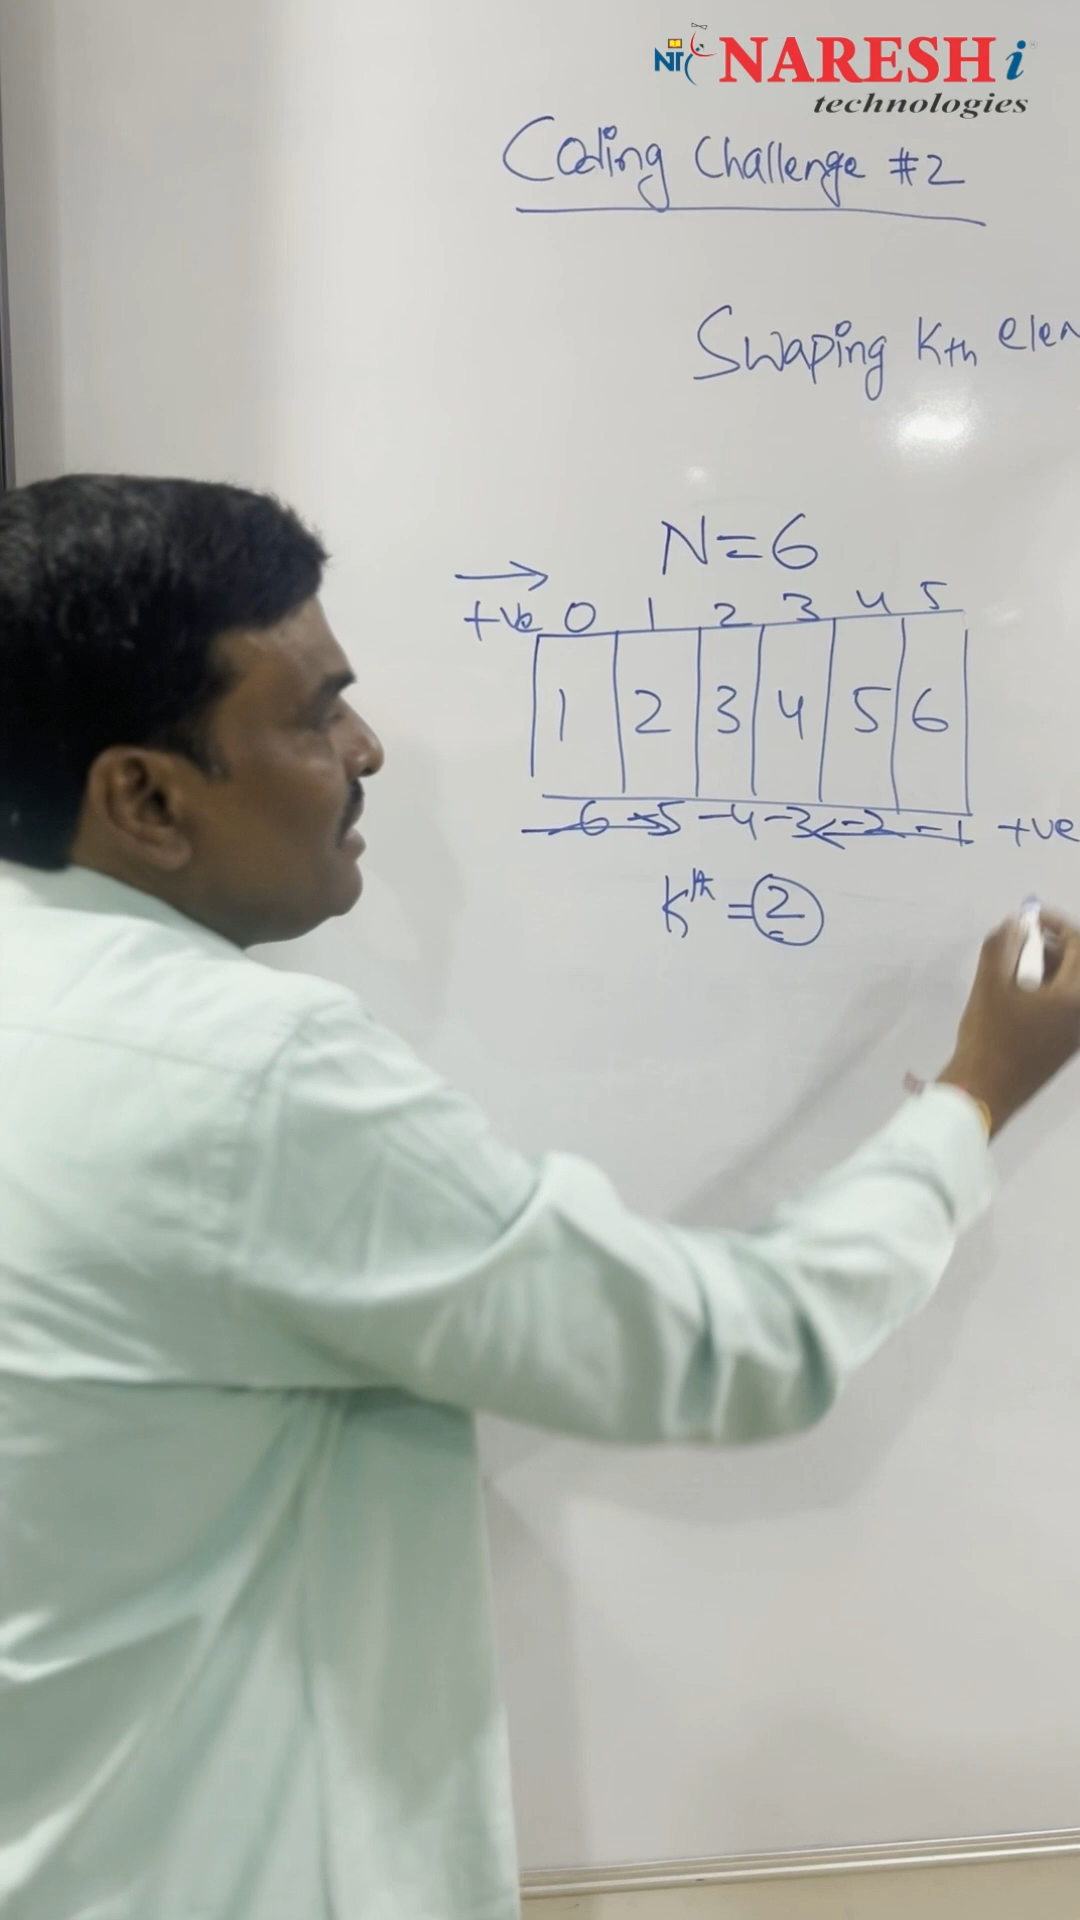 NARESH i
technologies
Coding Challenge #2
Swaping Kth elem
N=6
+ve 0 1 2 3 4 5
1 2 3 4 5 6
-6 -5 -4 -3 -2 -1 +ve
Kth = 2